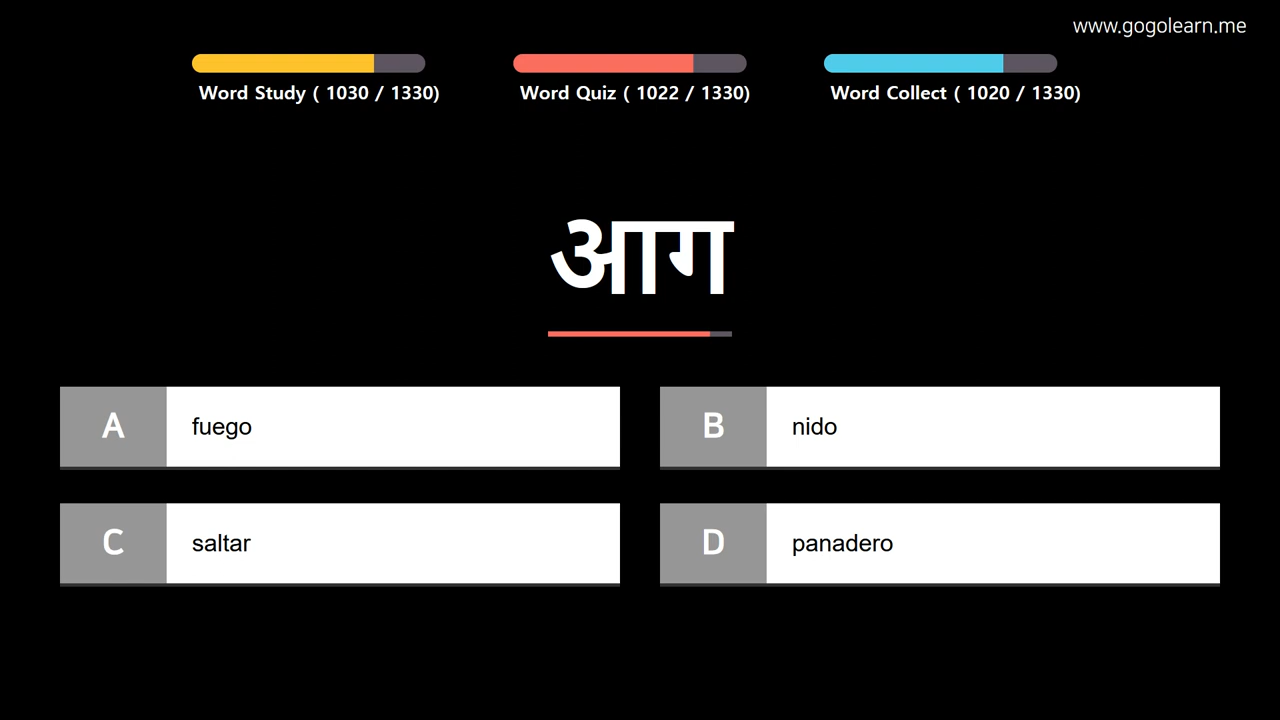 www.gogolearn.me
Word Study ( 1030 / 1330)
Word Quiz ( 1022 / 1330)
Word Collect ( 1020 / 1330)
आग
A fuego
B nido
C saltar
D panadero